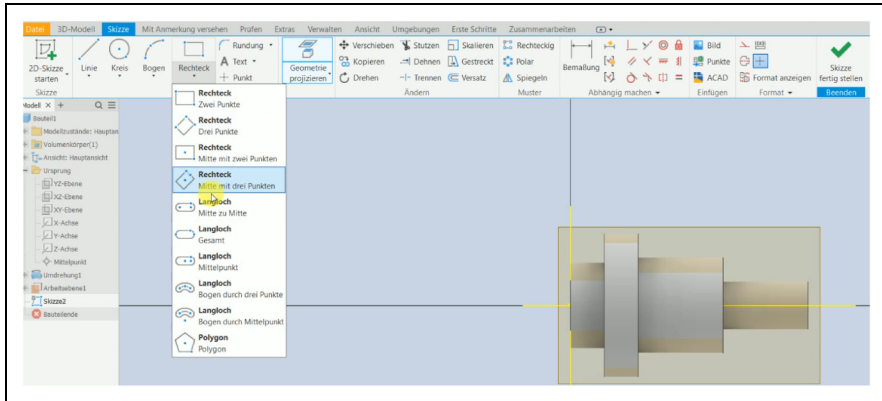 Datei 3D-Modell Skizze Mit Anmerkung versehen Prüfen Extras Verwalten Ansicht Umgebungen Erste Schritte Zusammenarbeiten
2D-Skizze starten
Linie
Kreis
Bogen
Rechteck
Rundung
A Text
Punkt
Geometrie projizieren
Verschieben
Kopieren
Drehen
Stutzen
Dehnen
Trennen
Skalieren
Gestreckt
Versatz
Rechteckig
Polar
Spiegeln
Bemaßung
Bild
Punkte
ACAD
Format anzeigen
Skizze
fertig stellen
Skizze Ändern Muster Abhängig machen Einfügen Format Beenden
Modell
Bauteil1
Modellzustände: Hauptan
Volumenkörper(1)
Ansicht: Hauptansicht
Ursprung
YZ-Ebene
XZ-Ebene
XY-Ebene
X-Achse
Y-Achse
Z-Achse
Mittelpunkt
Umdrehung1
Arbeitsebene1
Skizze2
Bauteilende
Rechteck
Zwei Punkte
Rechteck
Drei Punkte
Rechteck
Mitte mit zwei Punkten
Rechteck
Mitte mit drei Punkten
Langloch
Mitte zu Mitte
Langloch
Gesamt
Langloch
Mittelpunkt
Langloch
Bogen durch drei Punkte
Langloch
Bogen durch Mittelpunkt
Polygon
Polygon